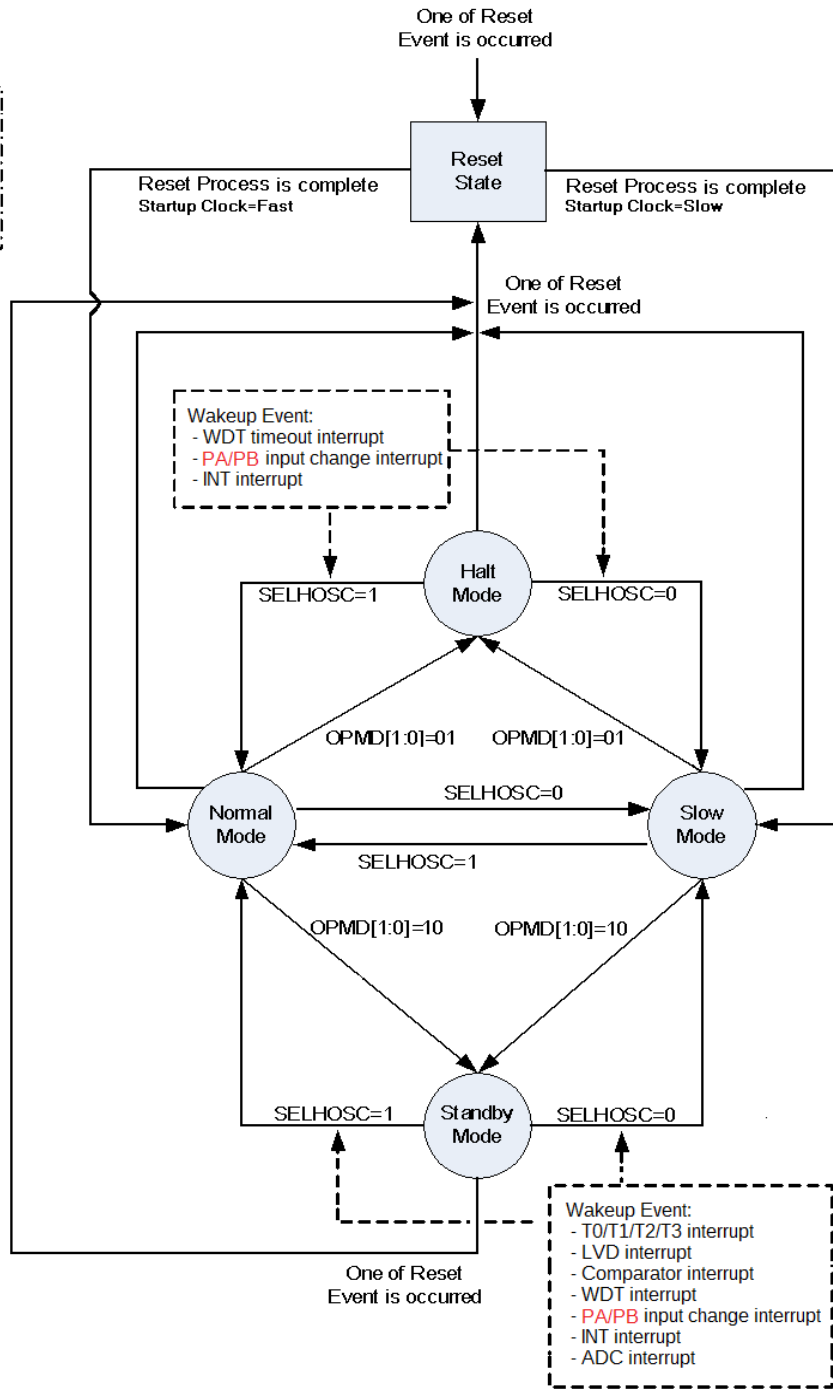 One of Reset
Event is occurred
Reset
State
Reset Process is complete
Startup Clock=Fast
Reset Process is complete
Startup Clock=Slow
One of Reset
Event is occurred
Wakeup Event:
- WDT timeout interrupt
- PA/PB input change interrupt
- INT interrupt
Halt
Mode
SELHOSC=1
SELHOSC=0
OPMD[1:0]=01
OPMD[1:0]=01
SELHOSC=0
Normal
Mode
Slow
Mode
SELHOSC=1
OPMD[1:0]=10
OPMD[1:0]=10
SELHOSC=1
Standby
Mode
SELHOSC=0
Wakeup Event:
- T0/T1/T2/T3 interrupt
- LVD interrupt
- Comparator interrupt
- WDT interrupt
- PA/PB input change interrupt
- INT interrupt
- ADC interrupt
One of Reset
Event is occurred